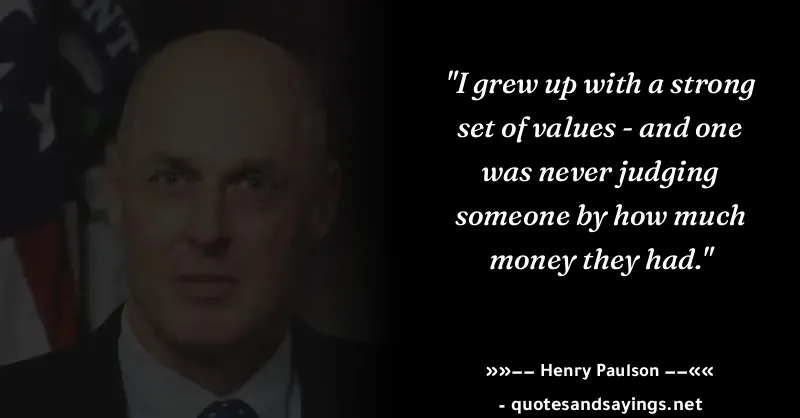 ENT
"I grew up with a strong
set of values - and one
was never judging
someone by how much
money they had."
»»–– Henry Paulson ––««
- quotesandsayings.net